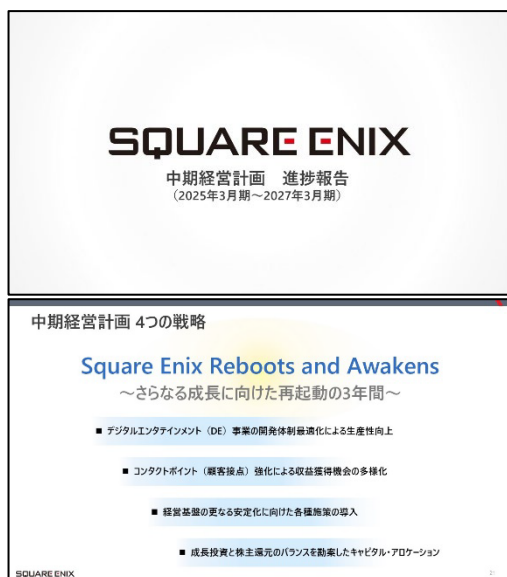 SQUARE ENIX
中期経営計画 進捗報告
（2025年3月期～2027年3月期）
中期経営計画 4つの戦略
Square Enix Reboots and Awakens
～さらなる成長に向けた再起動の3年間～
■ デジタルエンタテインメント（DE）事業の開発体制最適化による生産性向上
■ コンタクトポイント（顧客接点）強化による収益獲得機会の多様化
■ 経営基盤の更なる安定化に向けた各種施策の導入
■ 成長投資と株主還元のバランスを勘案したキャピタル・アロケーション
SQUARE ENIX